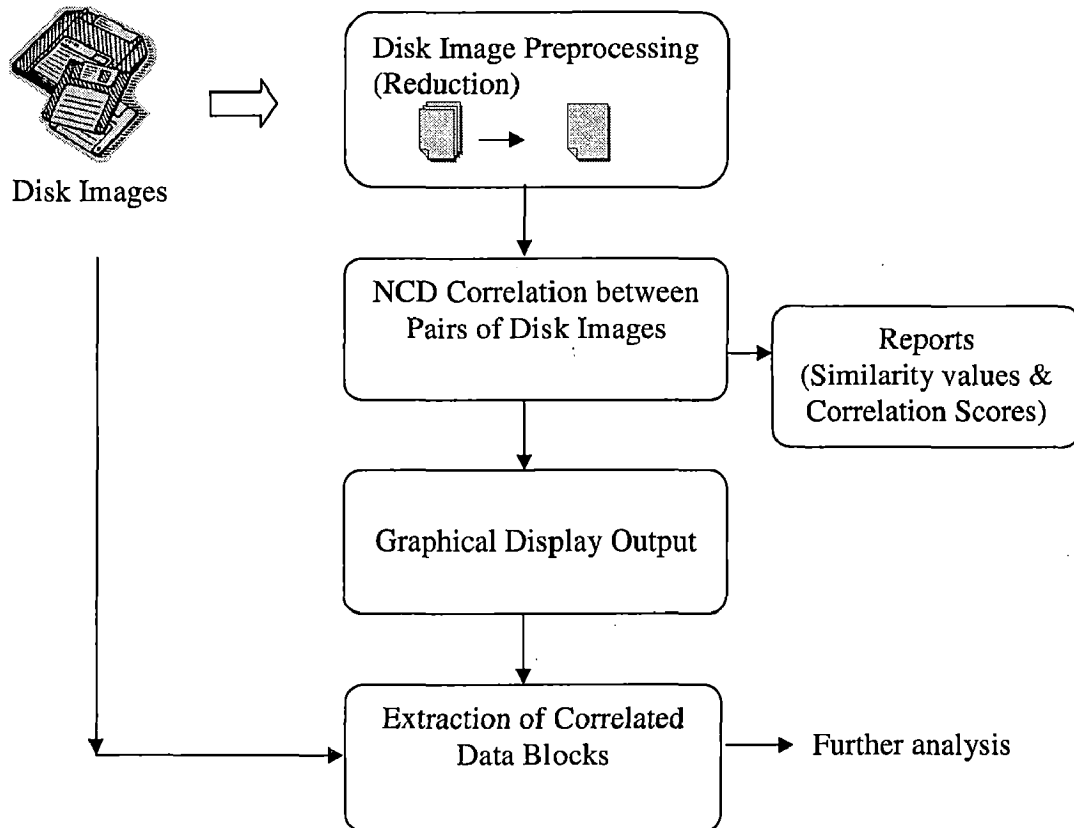 Disk Images
Disk Image Preprocessing
(Reduction)
NCD Correlation between
Pairs of Disk Images
Reports
(Similarity values &
Correlation Scores)
Graphical Display Output
Extraction of Correlated
Data Blocks
Further analysis